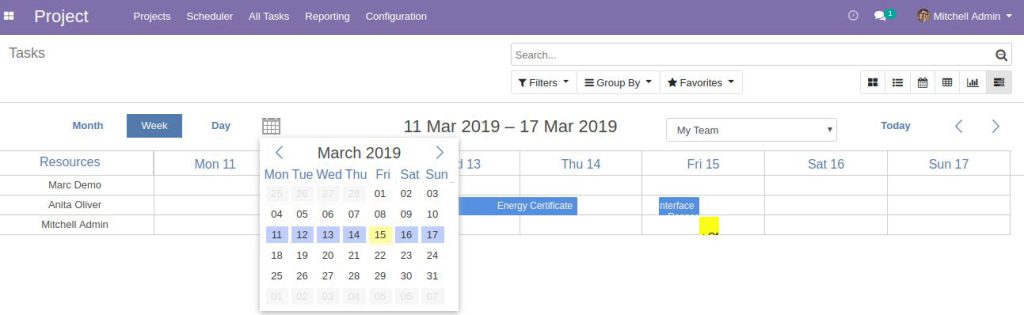 Project Projects Scheduler All Tasks Reporting Configuration 1 Mitchell Admin
Tasks
Search...
Filters Group By Favorites
Month Week Day 11 Mar 2019 – 17 Mar 2019 My Team Today
Resources Mon 11 d 13 Thu 14 Fri 15 Sat 16 Sun 17
Marc Demo
Anita Oliver Energy Certificate nterface
Mitchell Admin
March 2019
Mon Tue Wed Thu Fri Sat Sun
25 26 27 28 01 02 03
04 05 06 07 08 09 10
11 12 13 14 15 16 17
18 19 20 21 22 23 24
25 26 27 28 29 30 31
01 02 03 04 05 06 07